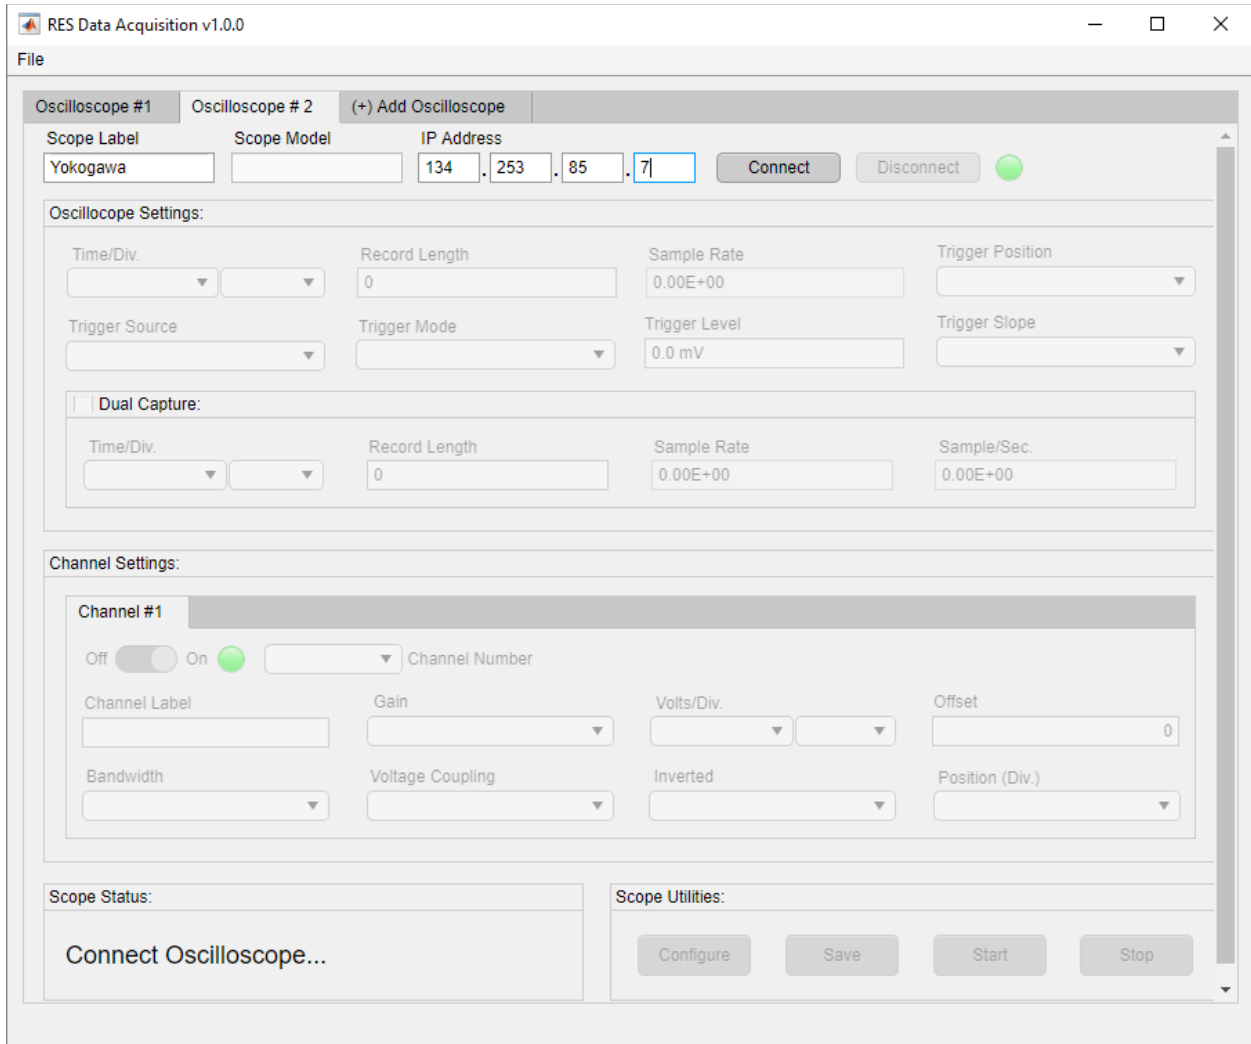 RES Data Acquisition v1.0.0
File
Oscilloscope #1 Oscilloscope # 2 (+) Add Oscilloscope
Scope Label Scope Model IP Address
Yokogawa 134 . 253 . 85 . 7 Connect Disconnect
Oscillocope Settings:
Time/Div. Record Length Sample Rate Trigger Position
0 0.00E+00
Trigger Source Trigger Mode Trigger Level Trigger Slope
0.0 mV
Dual Capture:
Time/Div. Record Length Sample Rate Sample/Sec.
0 0.00E+00 0.00E+00
Channel Settings:
Channel #1
Off On Channel Number
Channel Label Gain Volts/Div. Offset
0
Bandwidth Voltage Coupling Inverted Position (Div.)
Scope Status: Scope Utilities:
Connect Oscilloscope... Configure Save Start Stop